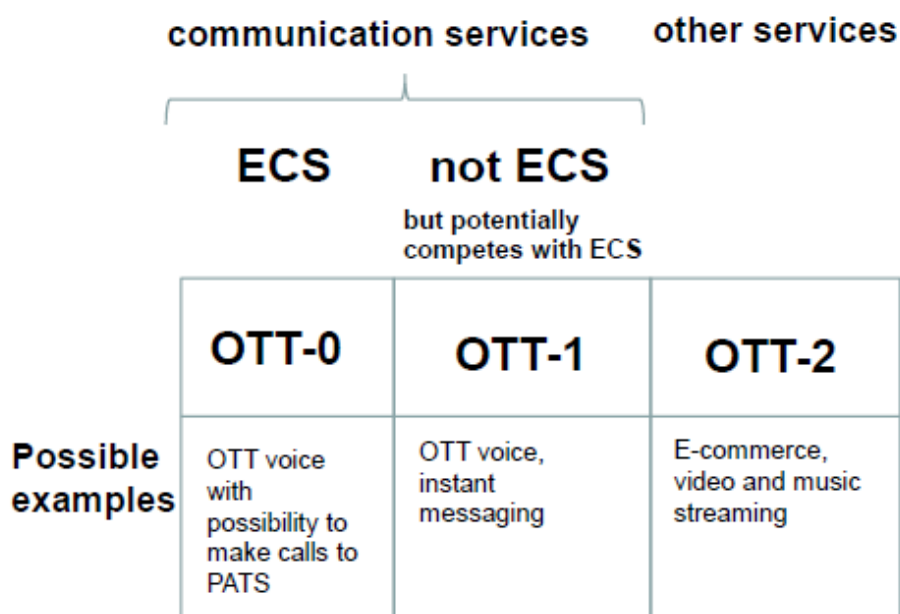 communication services
other services
ECS
not ECS
but potentially
competes with ECS
OTT-0
OTT-1
OTT-2
Possible
examples
OTT voice
with
possibility to
make calls to
PATS
OTT voice,
instant
messaging
E-commerce,
video and music
streaming